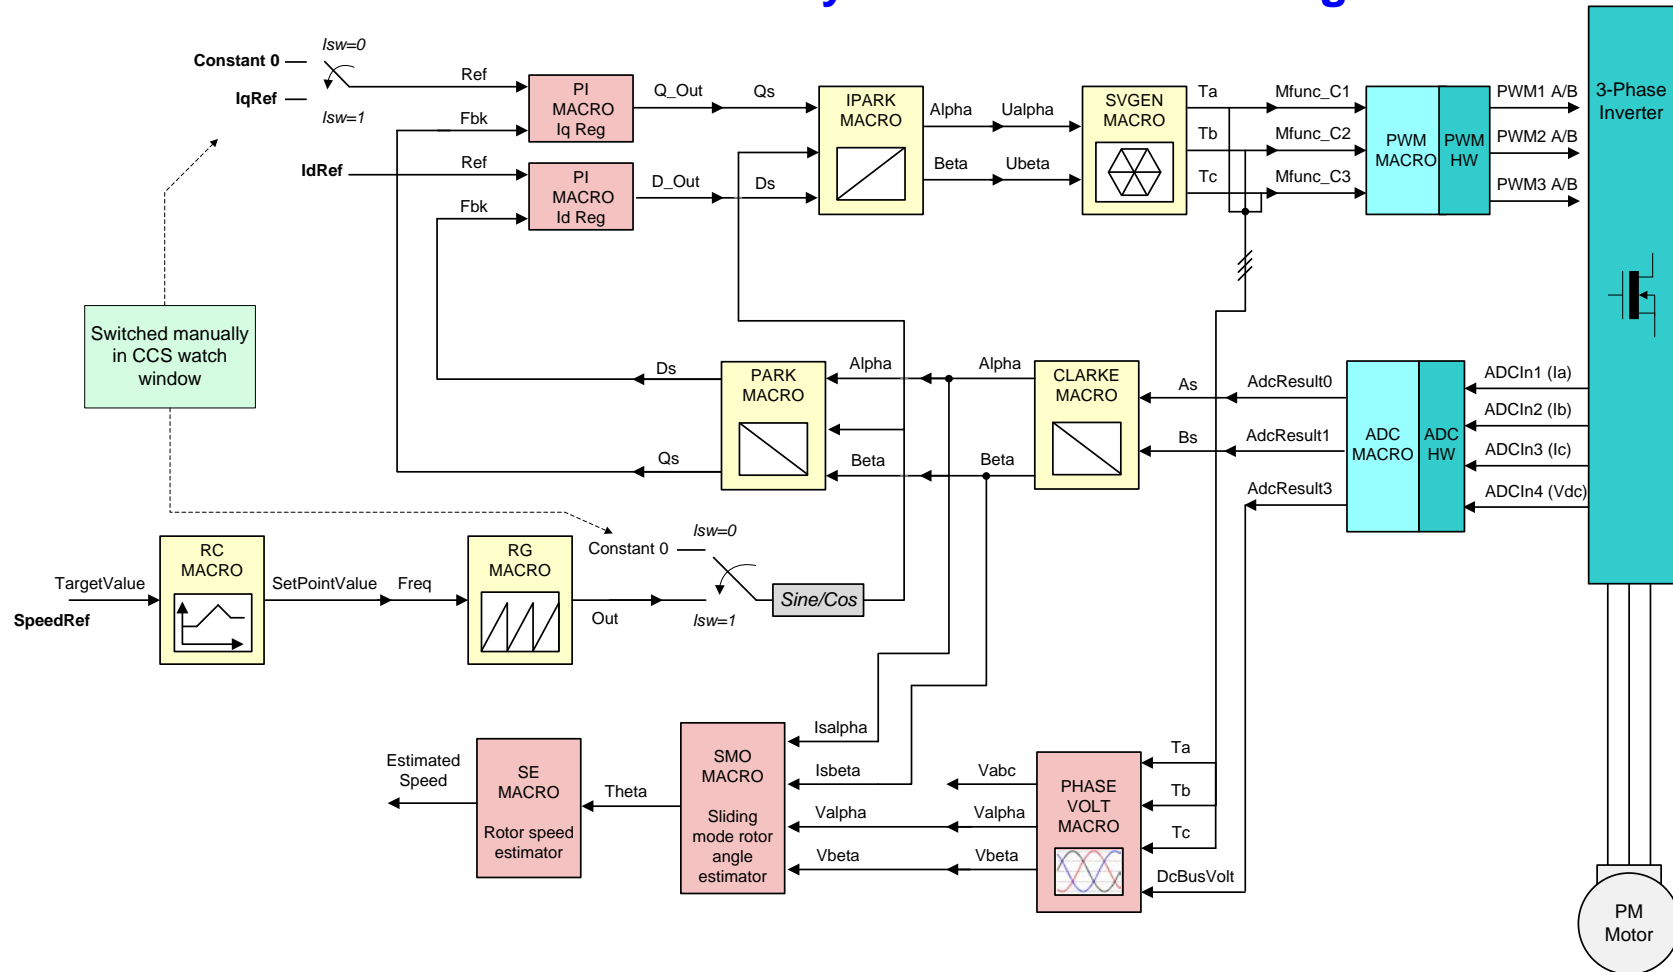 Isw=0
Constant 0
IqRef
Isw=1
Ref
Fbk
PI
MACRO
Iq Reg
Q_Out
Qs
IdRef
Ref
Fbk
PI
MACRO
Id Reg
D_Out
Ds
IPARK
MACRO
Alpha
Ualpha
Beta
Ubeta
SVGEN
MACRO
Ta
Tb
Tc
Mfunc_C1
Mfunc_C2
Mfunc_C3
PWM
MACRO
PWM
HW
PWM1 A/B
PWM2 A/B
PWM3 A/B
3-Phase
Inverter
Switched manually
in CCS watch
window
Ds
Qs
PARK
MACRO
Alpha
Alpha
Beta
Beta
CLARKE
MACRO
As
Bs
AdcResult0
AdcResult1
AdcResult3
ADC
MACRO
ADC
HW
ADCIn1 (Ia)
ADCIn2 (Ib)
ADCIn3 (Ic)
ADCIn4 (Vdc)
TargetValue
SpeedRef
RC
MACRO
SetPointValue
Freq
RG
MACRO
Out
Isw=0
Constant 0
Isw=1
Sine/Cos
Estimated
Speed
SE
MACRO
Rotor speed
estimator
Theta
SMO
MACRO
Sliding
mode rotor
angle
estimator
Isalpha
Isbeta
Valpha
Vbeta
Vabc
Valpha
Vbeta
PHASE
VOLT
MACRO
Ta
Tb
Tc
DcBusVolt
PM
Motor